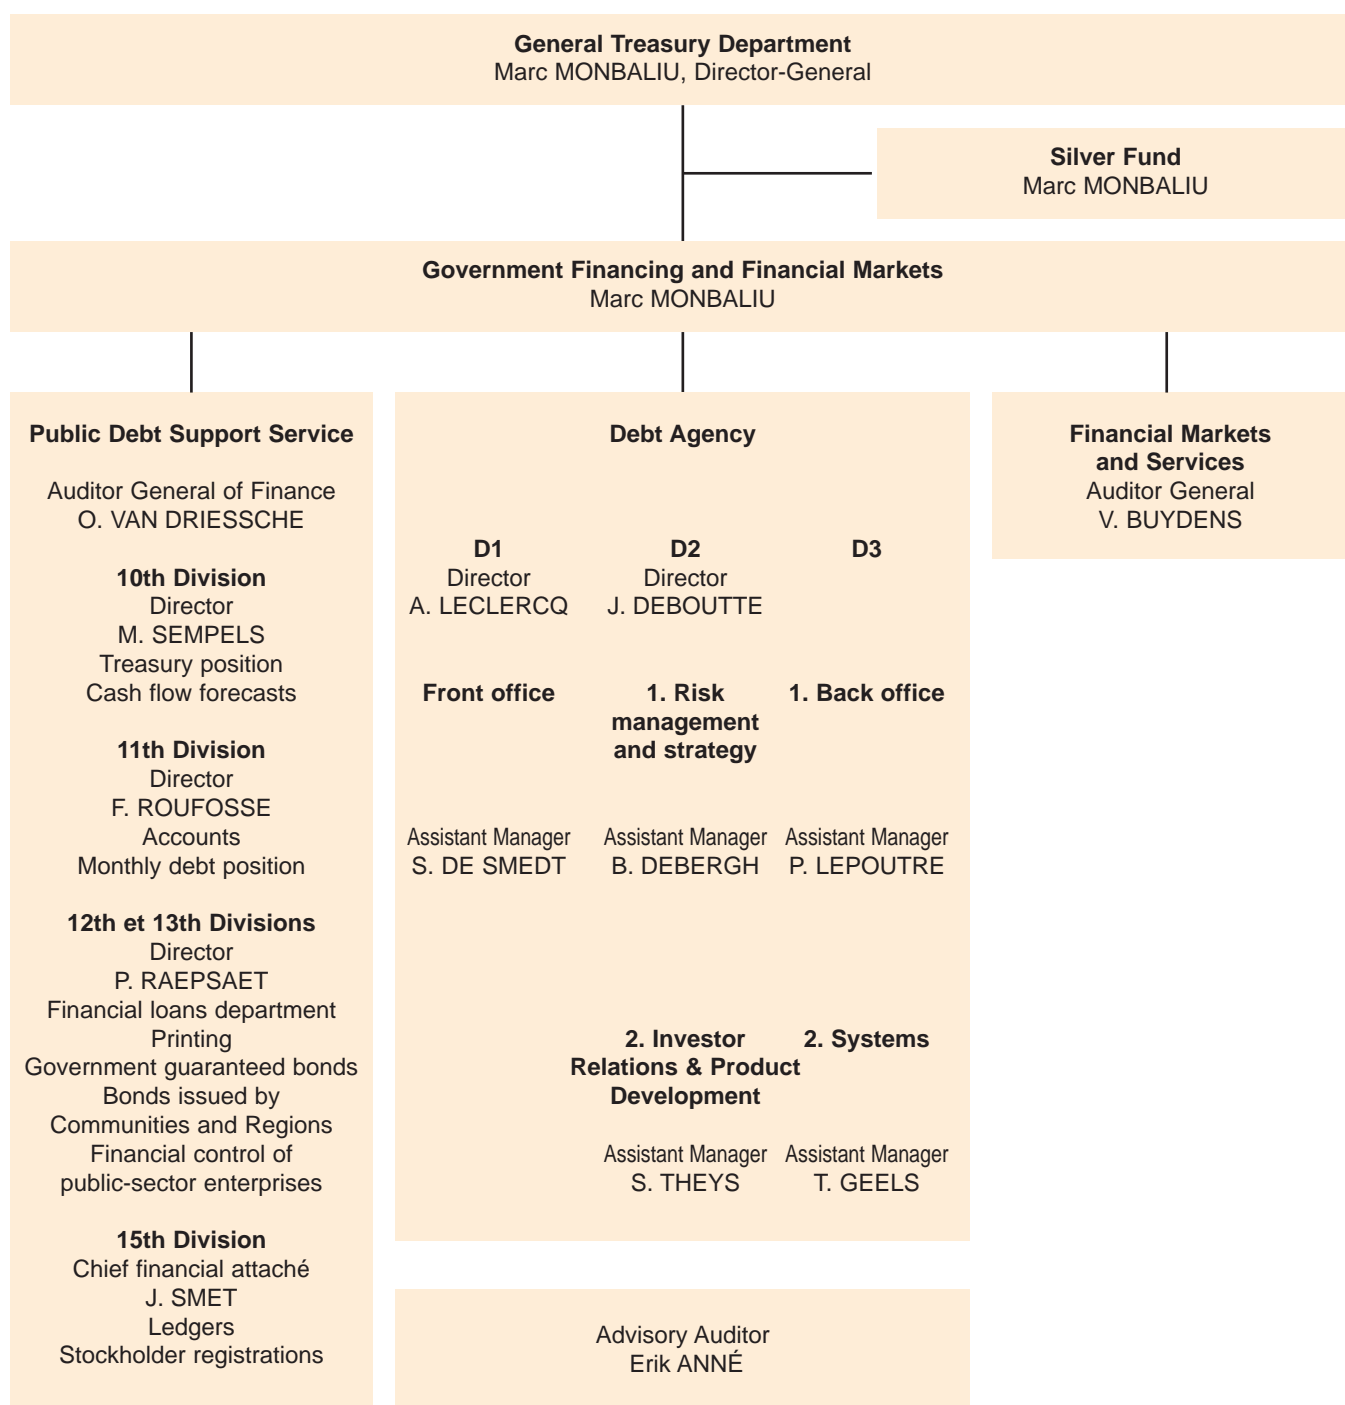 General Treasury Department
Marc MONBALIU, Director-General
Silver Fund
Marc MONBALIU
Government Financing and Financial Markets
Marc MONBALIU
Public Debt Support Service
Auditor General of Finance
O. VAN DRIESSCHE
10th Division
Director
M. SEMPELS
Treasury position
Cash flow forecasts
11th Division
Director
F. ROUFOSSE
Accounts
Monthly debt position
12th et 13th Divisions
Director
P. RAEPSAET
Financial loans department
Printing
Government guaranteed bonds
Bonds issued by
Communities and Regions
Financial control of
public-sector enterprises
15th Division
Chief financial attaché
J. SMET
Ledgers
Stockholder registrations
Debt Agency
D1
Director
A. LECLERCQ
Front office
Assistant Manager
S. DE SMEDT
D2
Director
J. DEBOUTTE
1. Risk
management
and strategy
Assistant Manager
B. DEBERGH
2. Investor
Relations & Product
Development
Assistant Manager
S. THEYS
D3
1. Back office
Assistant Manager
P. LEPOUTRE
2. Systems
Assistant Manager
T. GEELS
Advisory Auditor
Erik ANNÉ
Financial Markets
and Services
Auditor General
V. BUYDENS